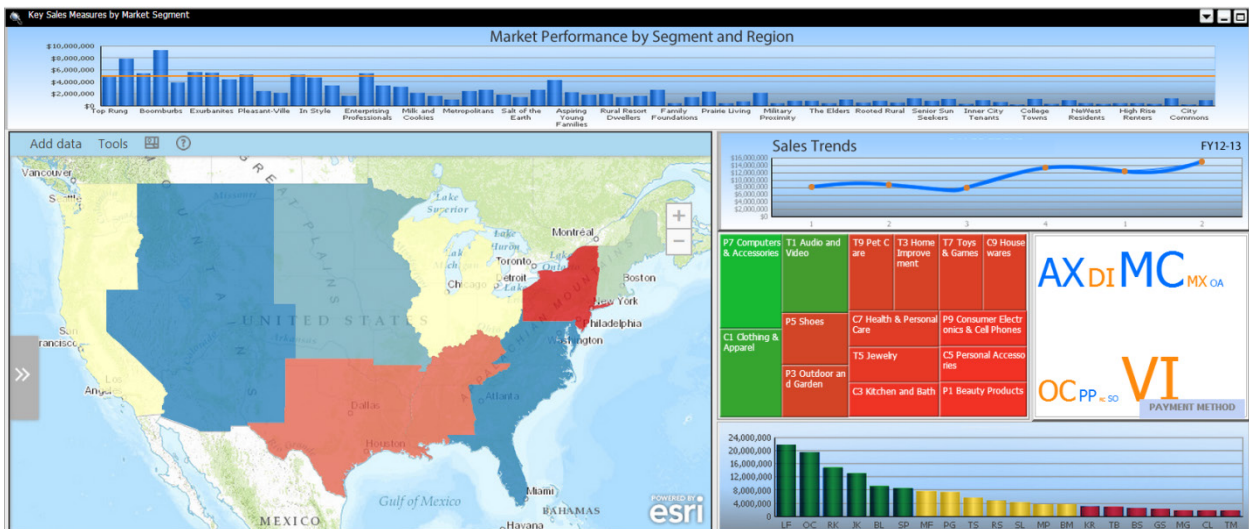 Key Sales Measures by Market Segment
Market Performance by Segment and Region
$10,000,000
$8,000,000
$6,000,000
$4,000,000
$2,000,000
$0
Top Rung
Boomburbs
Exurbanites
Pleasant-Ville
In Style
Enterprising
Professionals
Milk and
Cookies
Metropolitans
Salt of the
Earth
Aspiring
Young
Families
Rural Resort
Dwellers
Family
Foundations
Prairie Living
Military
Proximity
The Elders
Rooted Rural
Senior Sun
Seekers
Inner City
Tenants
College
Towns
NeWest
Residents
High Rise
Renters
City
Commons
Add data
Tools
?
Vancouver
GREAT PLAINS
Missouri
Lake
Superior
Lake
Huron
Montréal
Toronto
Detroit
Chicago
Boston
New York
Philadelphia
Washington
UNITED STATES
San
Francisco
Los
Angel
APPALACHIAN MOUNTAINS
Atlanta
Dallas
Houston
Miami
Gulf of Mexico
BAHAMAS
MÉXICO
Havana
POWERED BY
esri
+
−
»
Sales Trends
FY12-13
$16,000,000
$14,000,000
$12,000,000
$10,000,000
$8,000,000
$6,000,000
$4,000,000
$2,000,000
$0
1
2
3
4
1
2
P7 Computers
& Accessories
T1 Audio and
Video
T9 Pet C
are
T3 Home
Improve
ment
T7 Toys
& Games
C9 House
wares
C1 Clothing &
Apparel
P5 Shoes
P3 Outdoor an
d Garden
C7 Health & Personal
Care
P9 Consumer Electr
onics & Cell Phones
T5 Jewelry
C5 Personal Accesso
ries
C3 Kitchen and Bath
P1 Beauty Products
AX DI MC MX OA
OC PP SO VI
PAYMENT METHOD
24,000,000
20,000,000
16,000,000
12,000,000
8,000,000
4,000,000
0
LF OC RK JK BL SP MF PG TS RS SL MP BM KR TB BS GS MG CL TM